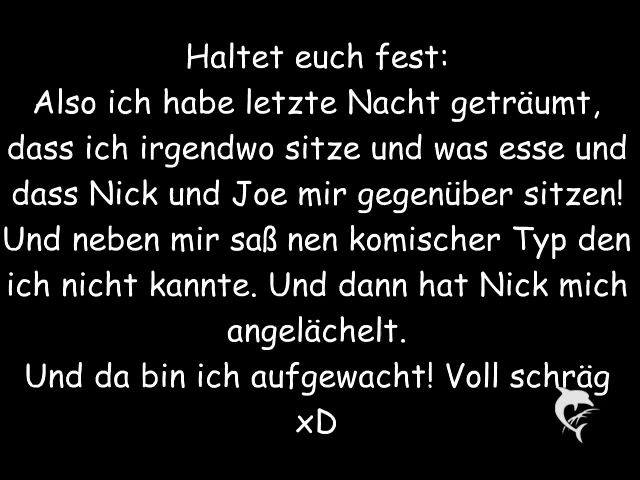 Haltet euch fest:
Also ich habe letzte Nacht geträumt,
dass ich irgendwo sitze und was esse und
dass Nick und Joe mir gegenüber sitzen!
Und neben mir saß nen komischer Typ den
ich nicht kannte. Und dann hat Nick mich
angelächelt.
Und da bin ich aufgewacht! Voll schräg
xD